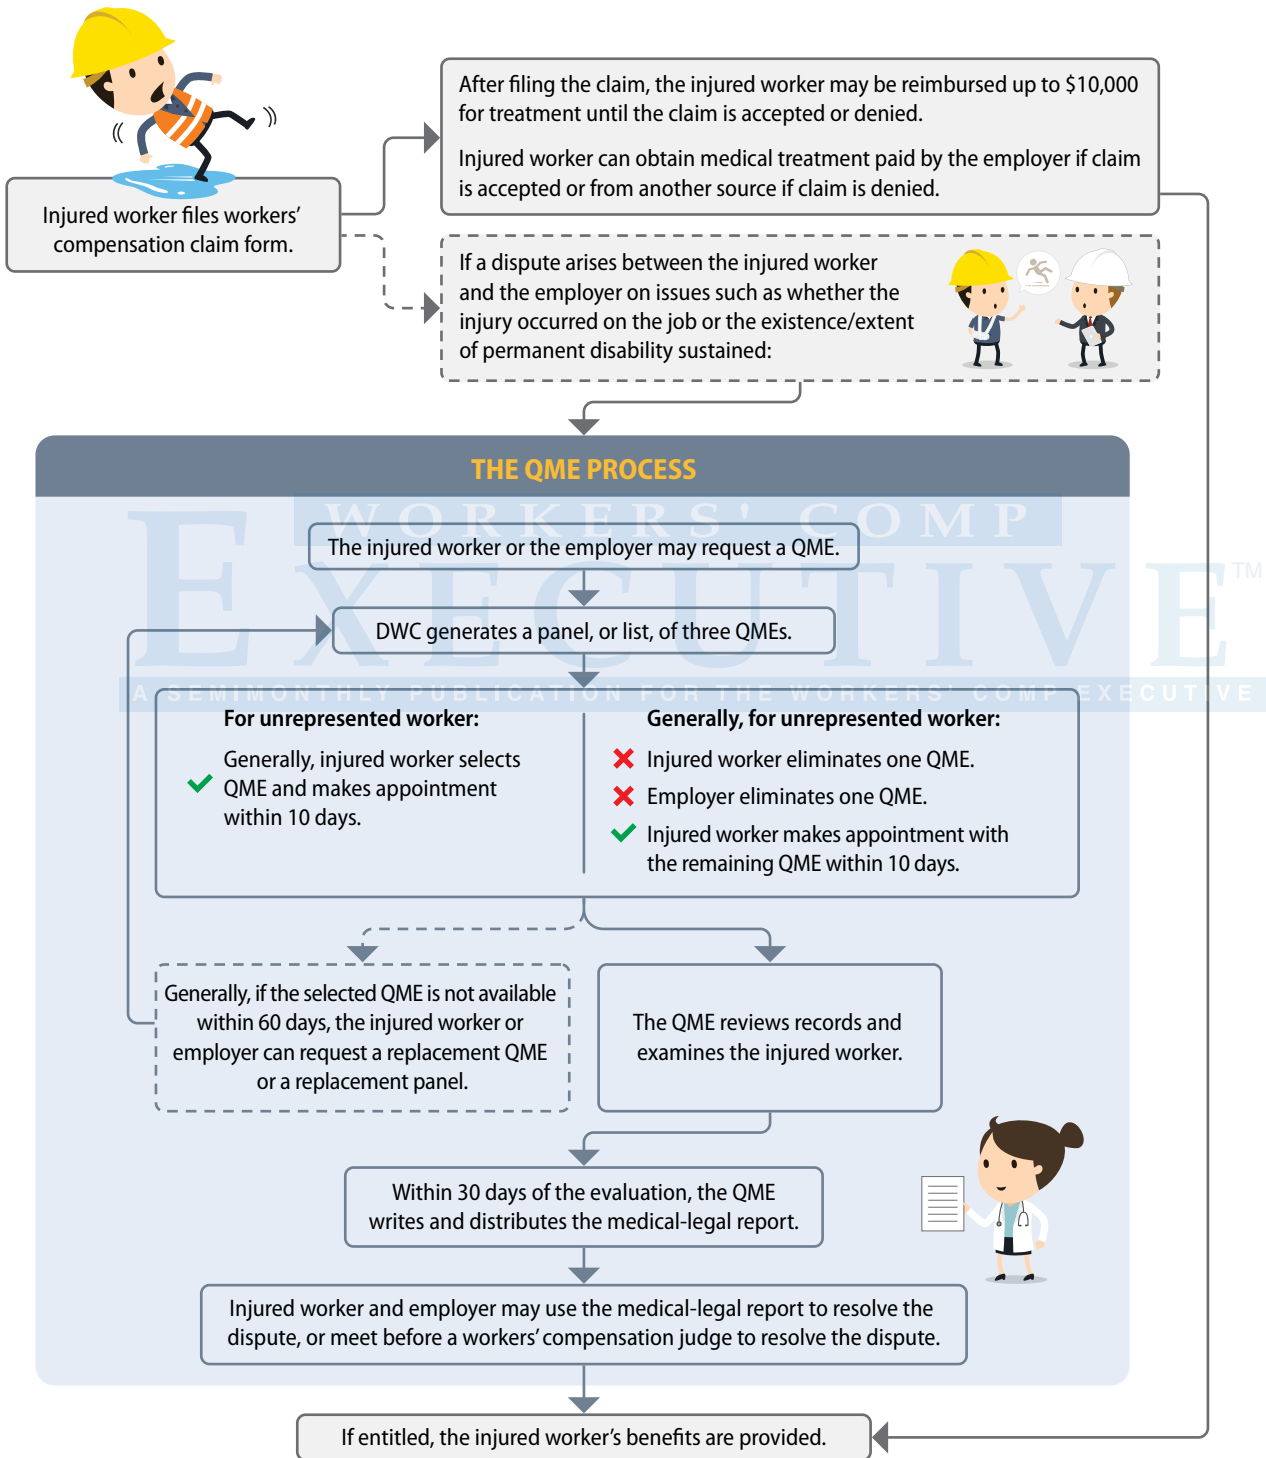 Injured worker files workers'
compensation claim form.
After filing the claim, the injured worker may be reimbursed up to $10,000
for treatment until the claim is accepted or denied.
Injured worker can obtain medical treatment paid by the employer if claim
is accepted or from another source if claim is denied.
If a dispute arises between the injured worker
and the employer on issues such as whether the
injury occurred on the job or the existence/extent
of permanent disability sustained:
THE QME PROCESS
WORKERS' COMP
The injured worker or the employer may request a QME.
EXECUTIVE™
DWC generates a panel, or list, of three QMEs.
A SEMIMONTHLY PUBLICATION FOR THE WORKERS' COMP EXECUTIVE
For unrepresented worker:
Generally, injured worker selects
QME and makes appointment
within 10 days.
Generally, for unrepresented worker:
Injured worker eliminates one QME.
Employer eliminates one QME.
Injured worker makes appointment with
the remaining QME within 10 days.
Generally, if the selected QME is not available
within 60 days, the injured worker or
employer can request a replacement QME
or a replacement panel.
The QME reviews records and
examines the injured worker.
Within 30 days of the evaluation, the QME
writes and distributes the medical-legal report.
Injured worker and employer may use the medical-legal report to resolve the
dispute, or meet before a workers' compensation judge to resolve the dispute.
If entitled, the injured worker's benefits are provided.